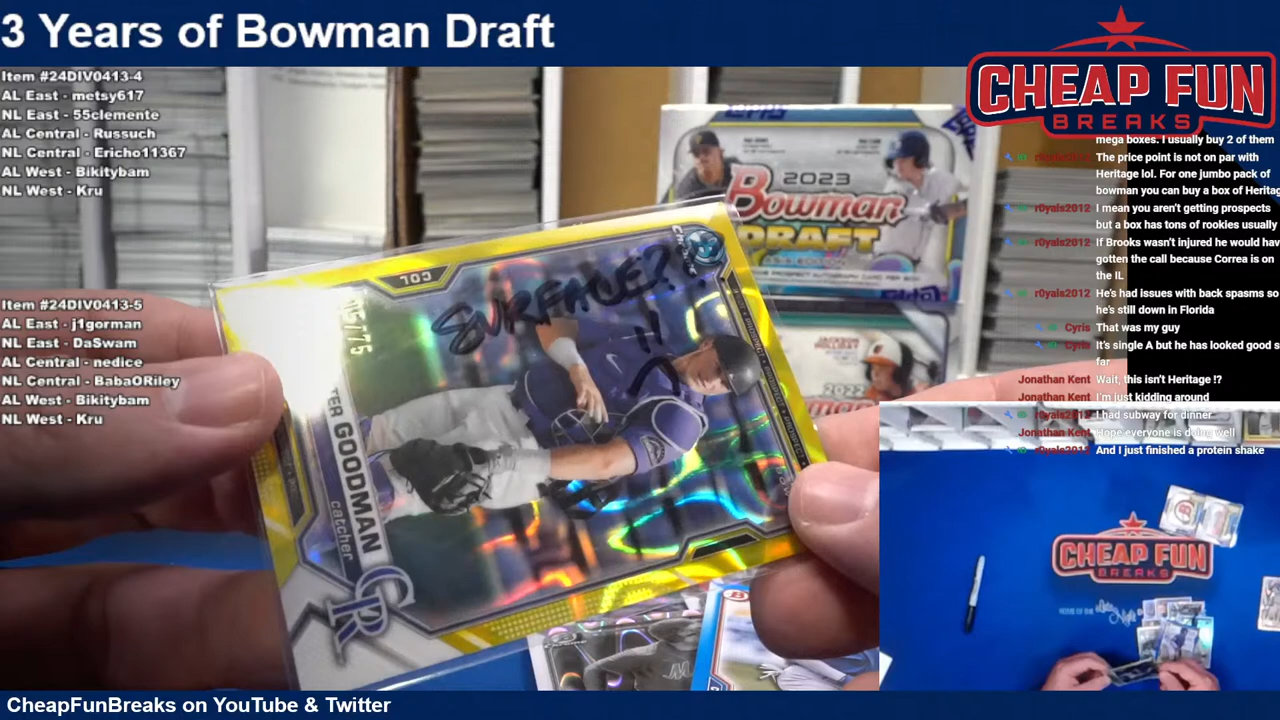 3 Years of Bowman Draft
Item #24DIV0413-4
AL East - metsy617
NL East - 55clemente
AL Central - Russuch
NL Central - Ericho11367
AL West - Bikitybam
NL West - Kru
Item #24DIV0413-5
AL East - j1gorman
NL East - DaSwam
AL Central - nedice
NL Central - BabaORiley
AL West - Bikitybam
NL West - Kru
CHEAP FUN
BREAKS
mega boxes. I usually buy 2 of them
The price point is not on par with
Heritage lol. For one jumbo pack of
bowman you can buy a box of Heritag
r0yals2012 I mean you aren't getting prospects
but a box has tons of rookies usually
r0yals2012 If Brooks wasn't injured he would hav
gotten the call because Correa is on
the IL
r0yals2012 He's had issues with back spasms so
he's still down in Florida
Cyris That was my guy
Cyris It's single A but he has looked good s
far
Jonathan Kent Wait, this isn't Heritage !?
Jonathan Kent I'm just kidding around
r0yals2012 I had subway for dinner
Jonathan Kent Hope everyone is doing well
r0yals2012 And I just finished a protein shake
2023
Bowman
DRAFT
2022
SURFACE?!
COL
/75
GOODMAN
catcher
CR
CHEAP FUN
BREAKS
CheapFunBreaks on YouTube & Twitter